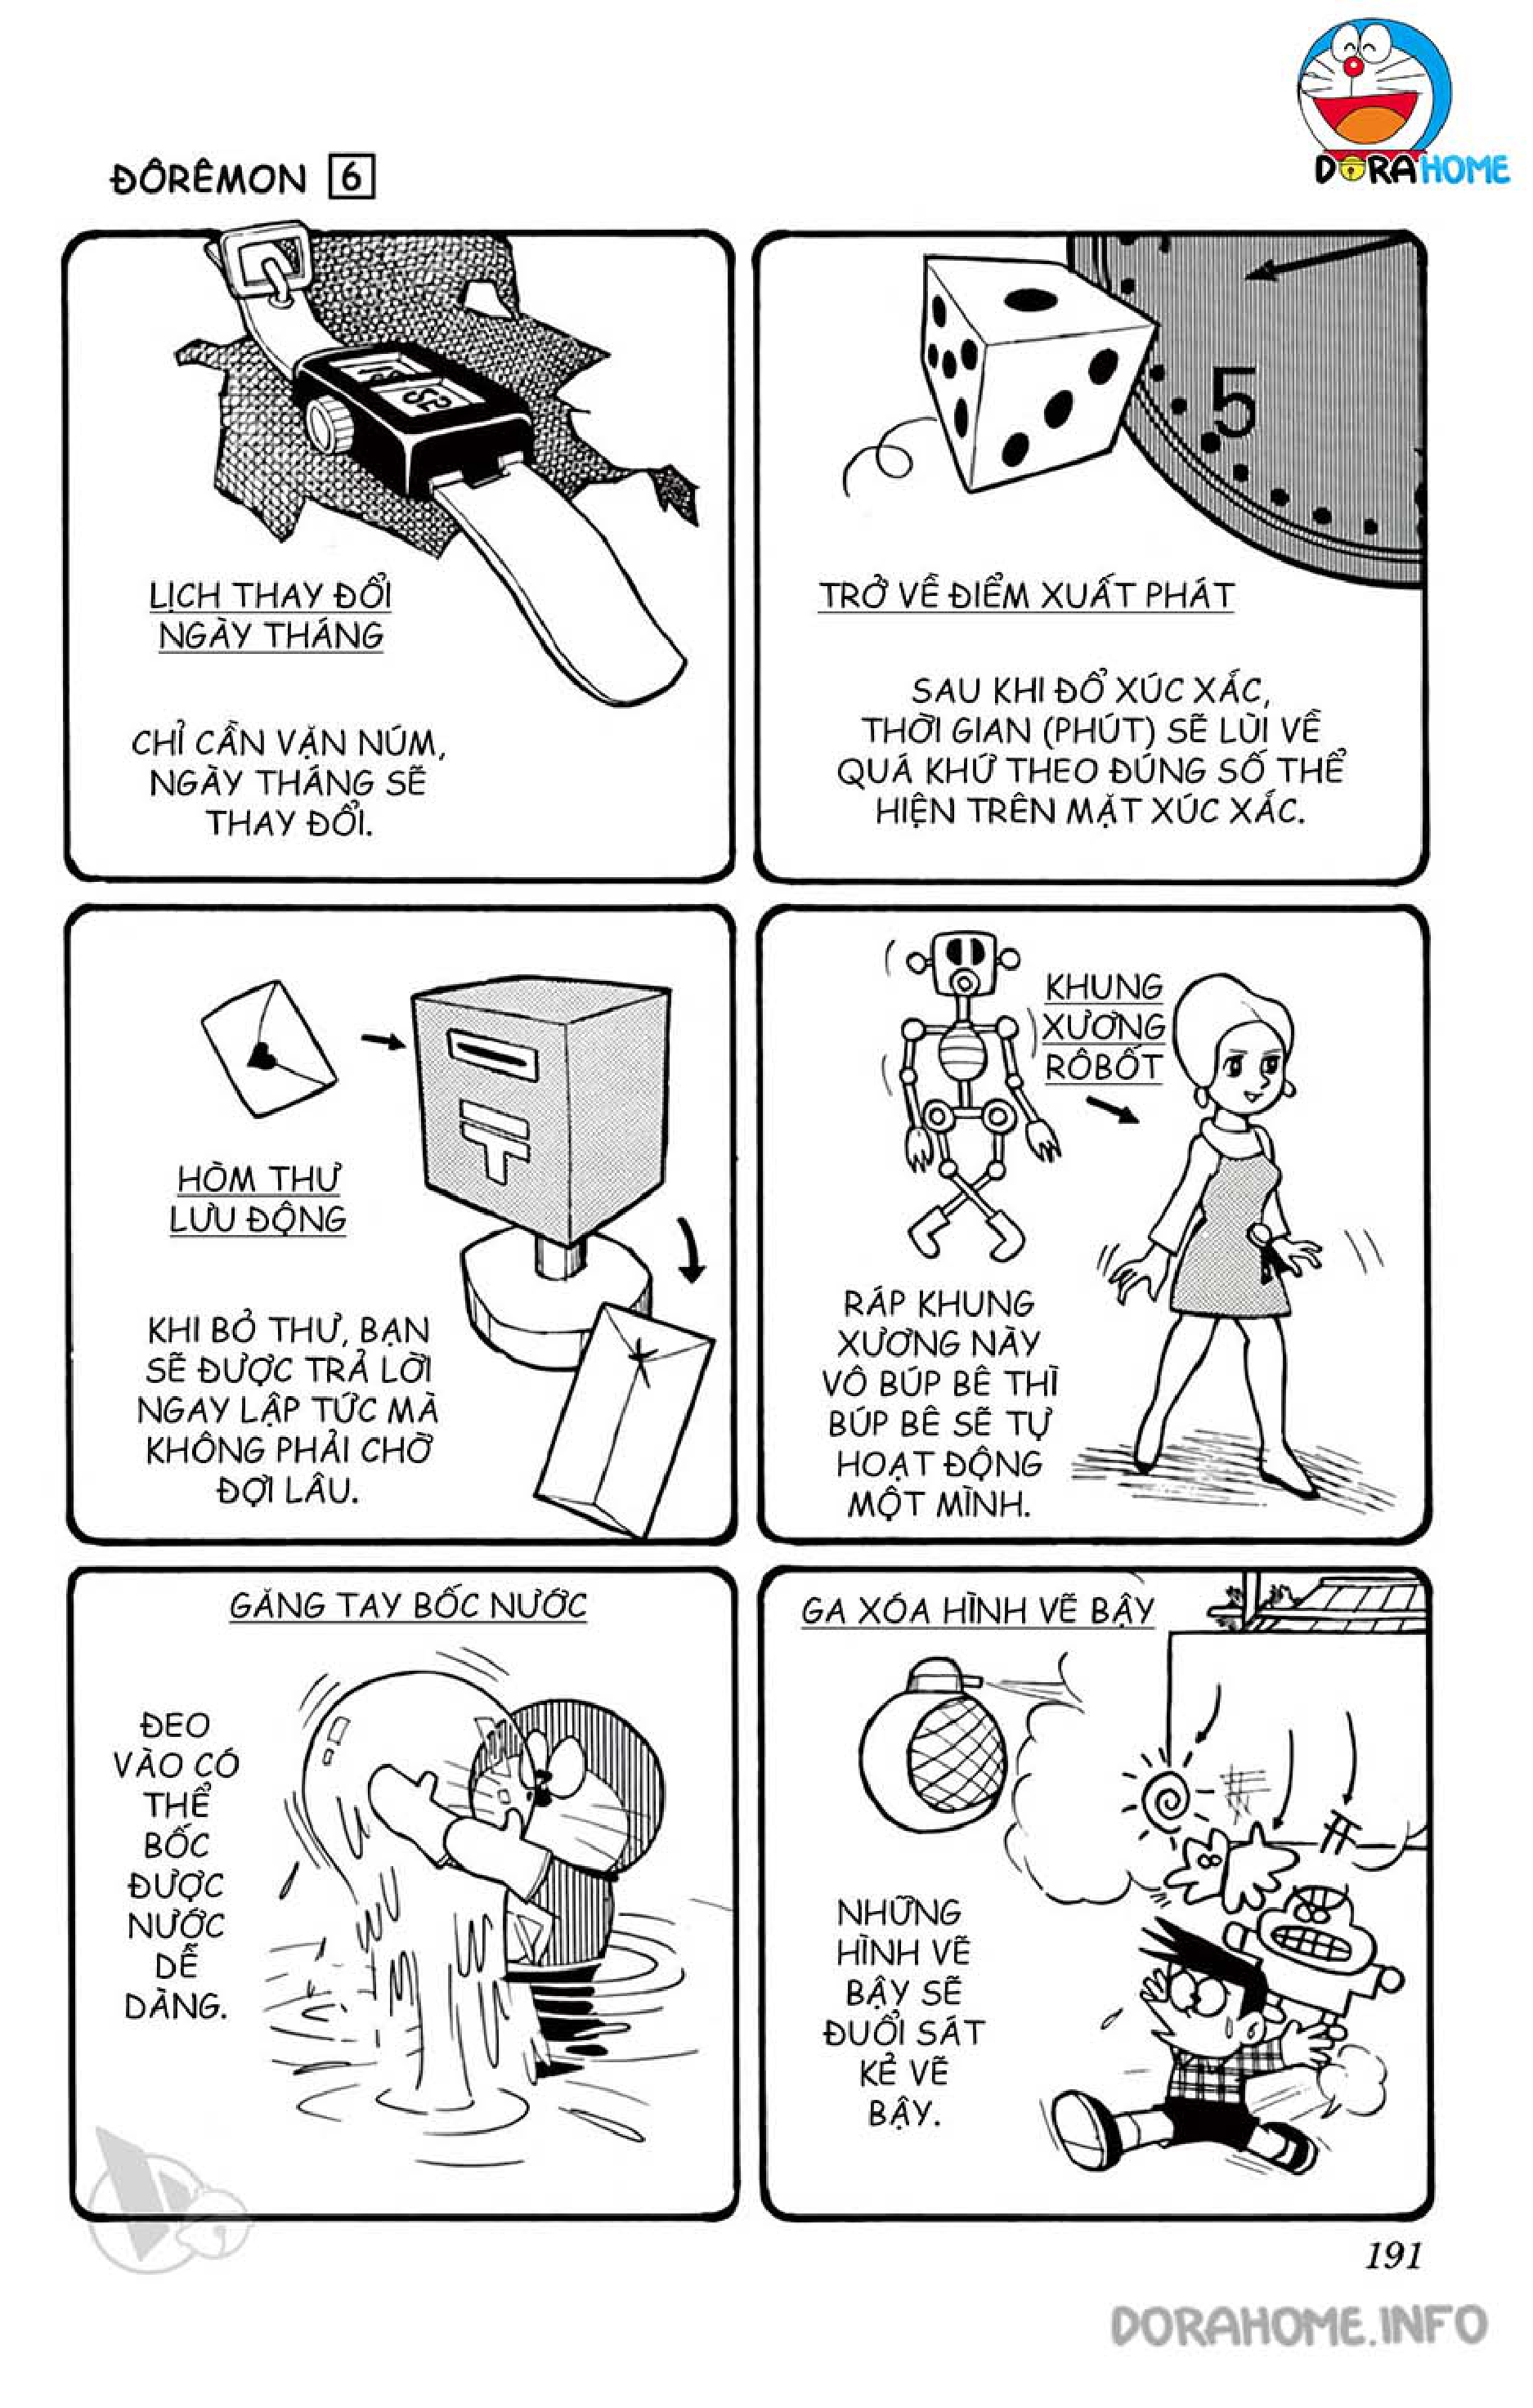 DORAHOME
ĐÔRÊMON 6
LỊCH THAY ĐỔI
NGÀY THÁNG
CHỈ CẦN VẶN NÚM,
NGÀY THÁNG SẼ
THAY ĐỔI.
5
TRỞ VỀ ĐIỂM XUẤT PHÁT
SAU KHI ĐỔ XÚC XẮC,
THỜI GIAN (PHÚT) SẼ LÙI VỀ
QUÁ KHỨ THEO ĐÚNG SỐ THỂ
HIỆN TRÊN MẶT XÚC XẮC.
〒
HÒM THƯ
LƯU ĐỘNG
KHI BỎ THƯ, BẠN
SẼ ĐƯỢC TRẢ LỜI
NGAY LẬP TỨC MÀ
KHÔNG PHẢI CHỜ
ĐỢI LÂU.
KHUNG
XƯƠNG
RÔBỐT
RÁP KHUNG
XƯƠNG NÀY
VÔ BÚP BÊ THÌ
BÚP BÊ SẼ TỰ
HOẠT ĐỘNG
MỘT MÌNH.
GĂNG TAY BỐC NƯỚC
ĐEO
VÀO CÓ
THỂ
BỐC
ĐƯỢC
NƯỚC
DỄ
DÀNG.
GA XÓA HÌNH VẼ BẬY
NHỮNG
HÌNH VẼ
BẬY SẼ
ĐUỔI SÁT
KẺ VẼ
BẬY.
191
DORAHOME.INFO